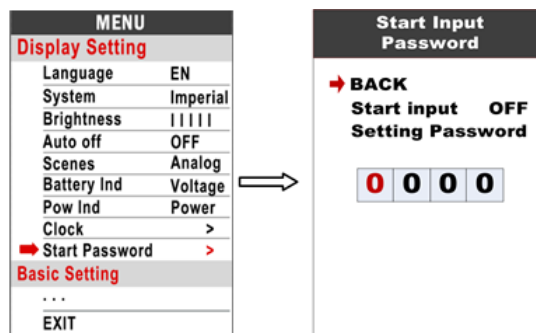 MENU
Display Setting
Language EN
System Imperial
Brightness IIIII
Auto off OFF
Scenes Analog
Battery Ind Voltage
Pow Ind Power
Clock >
Start Password >
Basic Setting
...
EXIT
Start Input
Password
BACK
Start input OFF
Setting Password
0 0 0 0